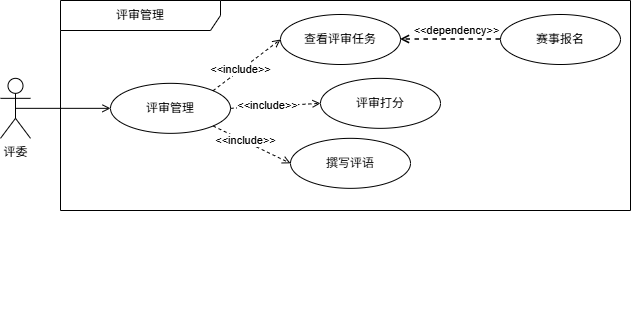 评审管理
查看评审任务
<<dependency>>
赛事报名
<<include>>
评审管理
<<include>>
评审打分
<<include>>
撰写评语
评委